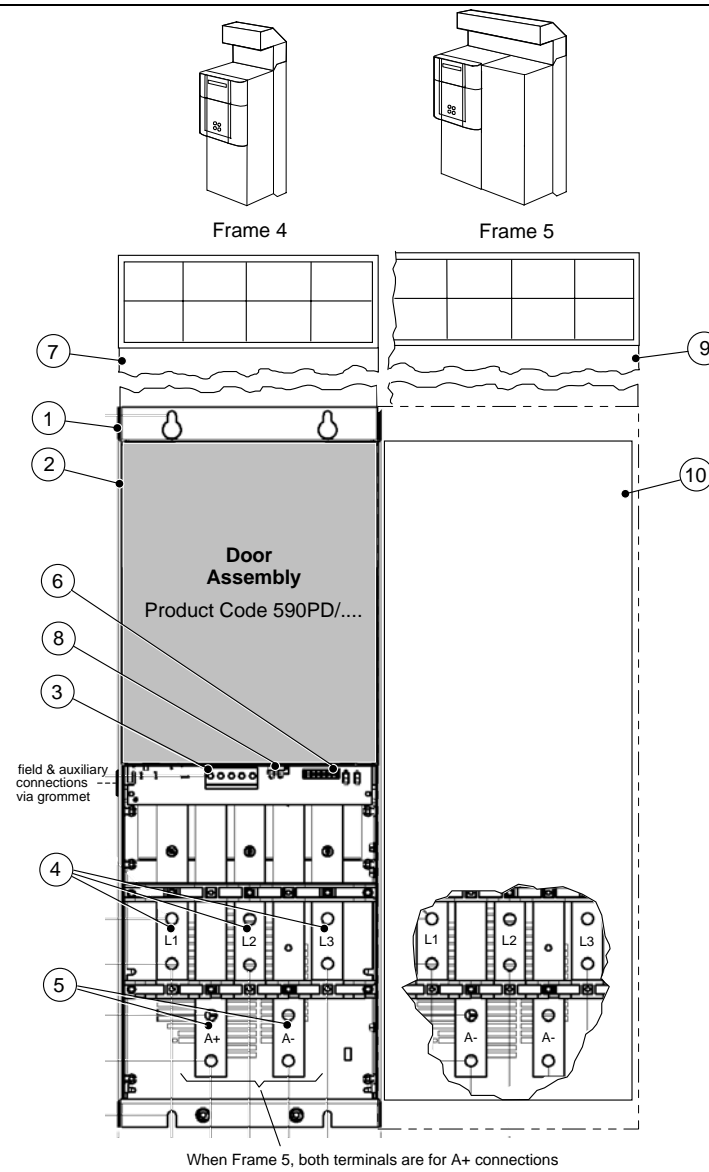 Frame 4
Frame 5
7
9
1
2
10
Door
Assembly
Product Code 590PD/....
6
8
3
field & auxiliary
connections
via grommet
4
L1
L2
L3
L1
L2
L3
5
A+
A-
A-
A-
When Frame 5, both terminals are for A+ connections